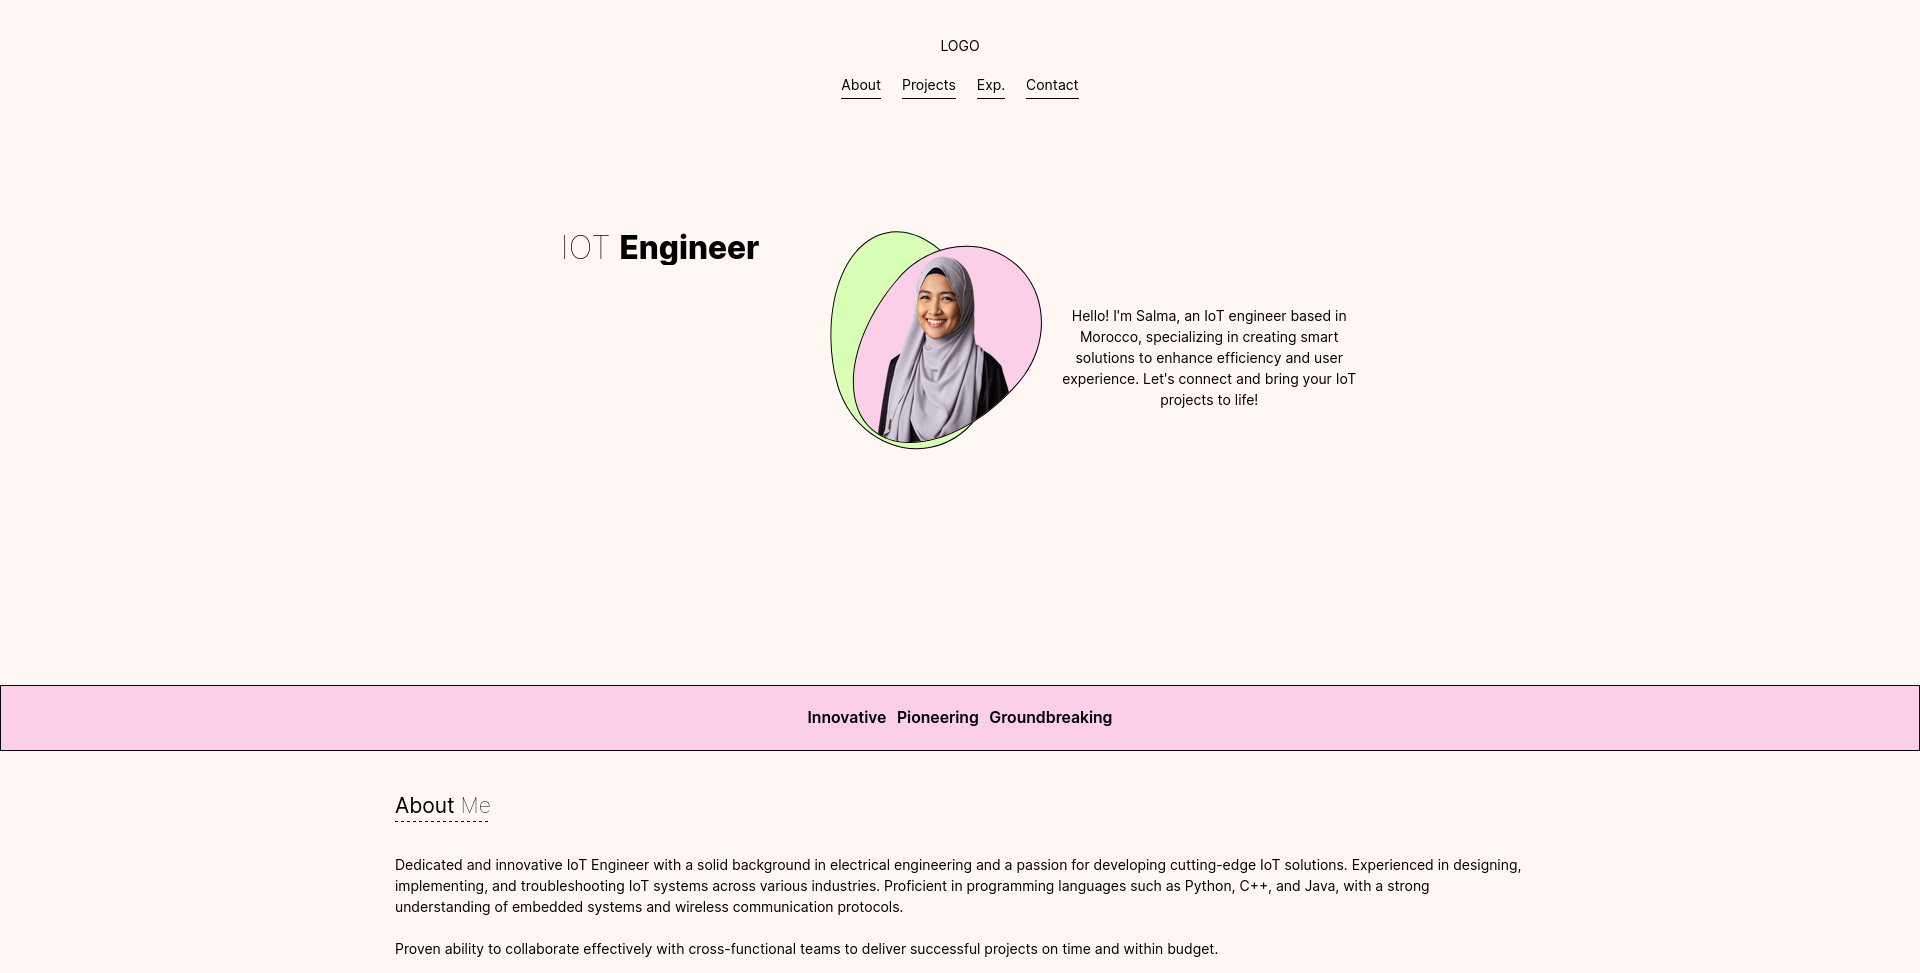 LOGO
About Projects Exp. Contact
IOT Engineer
Hello! I'm Salma, an IoT engineer based in
Morocco, specializing in creating smart
solutions to enhance efficiency and user
experience. Let's connect and bring your IoT
projects to life!
Innovative Pioneering Groundbreaking
About Me
Dedicated and innovative IoT Engineer with a solid background in electrical engineering and a passion for developing cutting-edge IoT solutions. Experienced in designing,
implementing, and troubleshooting IoT systems across various industries. Proficient in programming languages such as Python, C++, and Java, with a strong
understanding of embedded systems and wireless communication protocols.
Proven ability to collaborate effectively with cross-functional teams to deliver successful projects on time and within budget.